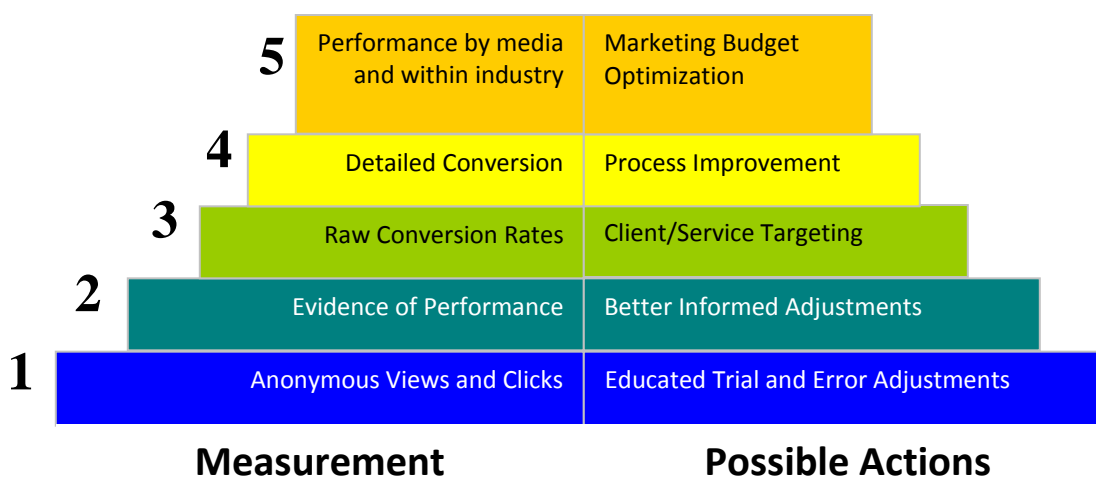 5
Performance by media
and within industry
Marketing Budget
Optimization
4
Detailed Conversion
Process Improvement
3
Raw Conversion Rates
Client/Service Targeting
2
Evidence of Performance
Better Informed Adjustments
1
Anonymous Views and Clicks
Educated Trial and Error Adjustments
Measurement
Possible Actions